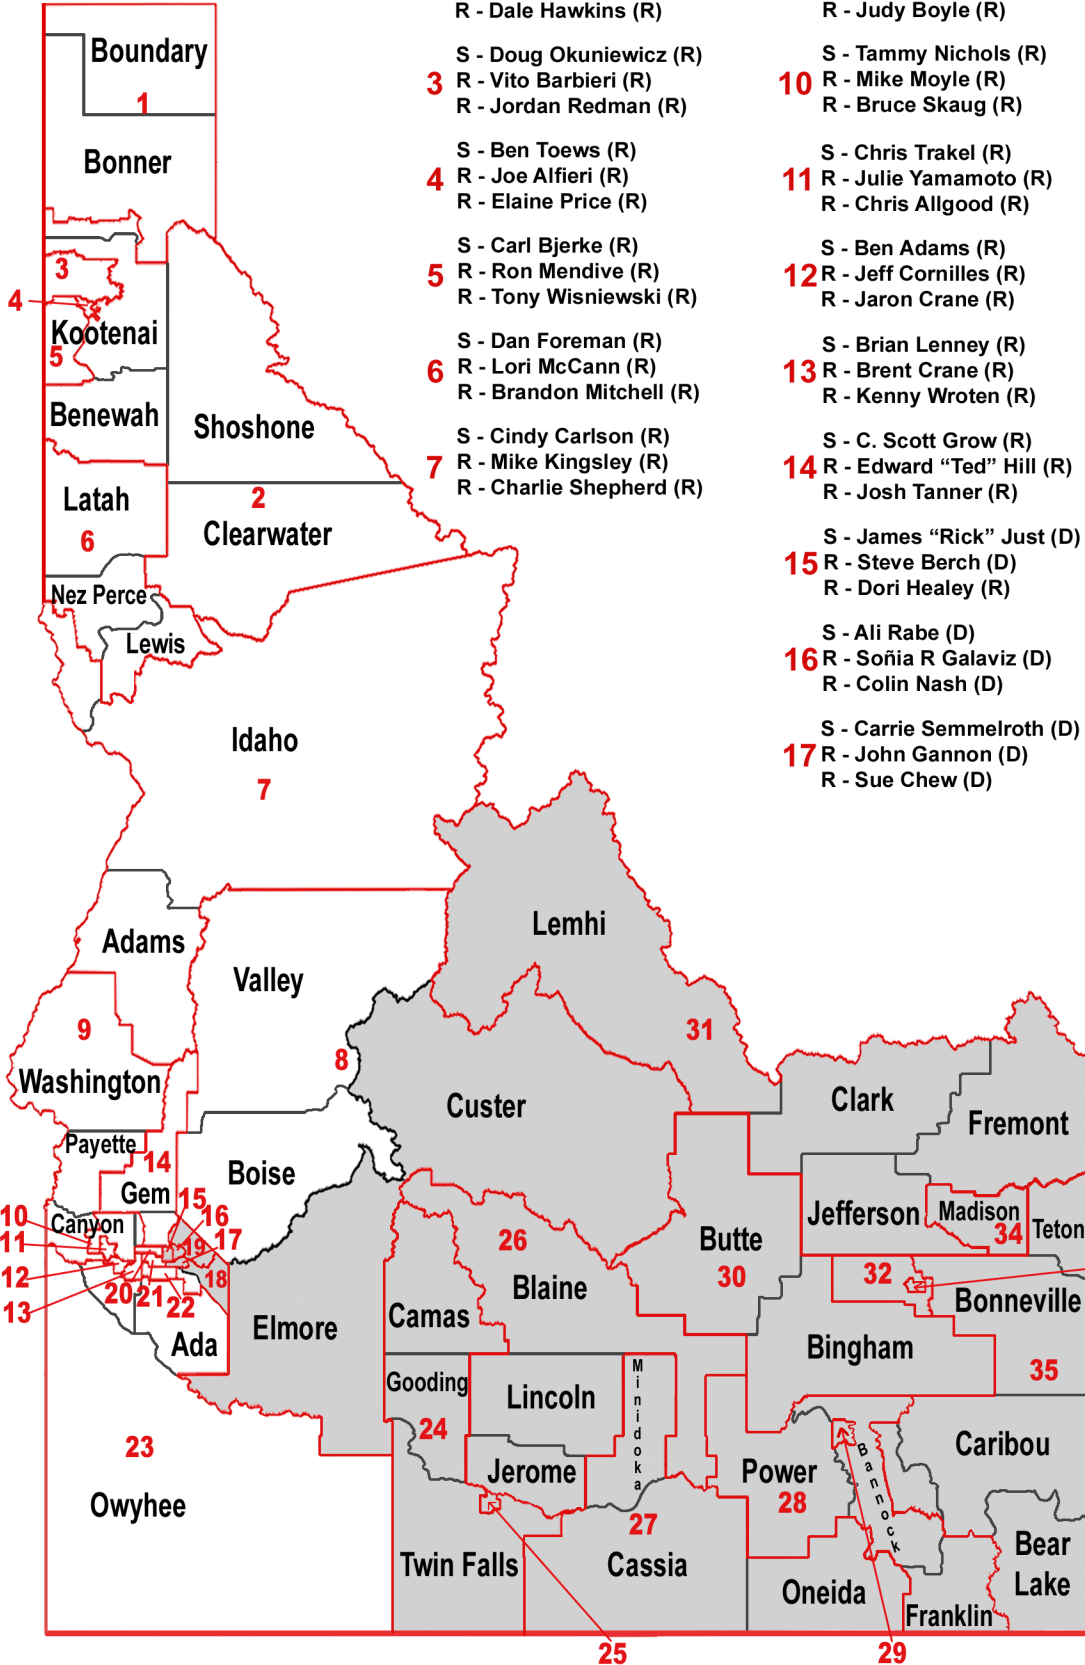 R - Dale Hawkins (R)
3
S - Doug Okuniewicz (R)
R - Vito Barbieri (R)
R - Jordan Redman (R)
4
S - Ben Toews (R)
R - Joe Alfieri (R)
R - Elaine Price (R)
5
S - Carl Bjerke (R)
R - Ron Mendive (R)
R - Tony Wisniewski (R)
6
S - Dan Foreman (R)
R - Lori McCann (R)
R - Brandon Mitchell (R)
7
S - Cindy Carlson (R)
R - Mike Kingsley (R)
R - Charlie Shepherd (R)
R - Judy Boyle (R)
10
S - Tammy Nichols (R)
R - Mike Moyle (R)
R - Bruce Skaug (R)
11
S - Chris Trakel (R)
R - Julie Yamamoto (R)
R - Chris Allgood (R)
12
S - Ben Adams (R)
R - Jeff Cornilles (R)
R - Jaron Crane (R)
13
S - Brian Lenney (R)
R - Brent Crane (R)
R - Kenny Wroten (R)
14
S - C. Scott Grow (R)
R - Edward “Ted” Hill (R)
R - Josh Tanner (R)
15
S - James “Rick” Just (D)
R - Steve Berch (D)
R - Dori Healey (R)
16
S - Ali Rabe (D)
R - Soñia R Galaviz (D)
R - Colin Nash (D)
17
S - Carrie Semmelroth (D)
R - John Gannon (D)
R - Sue Chew (D)
Boundary
1
Bonner
3
4
Kootenai
5
Benewah
Shoshone
Latah
2
6
Clearwater
Nez Perce
Lewis
Idaho
7
Lemhi
Adams
Valley
9
31
8
Washington
Custer
Clark
Fremont
Payette
14
Boise
Gem
15
Jefferson
Madison
34
Teton
10
Canyon
16
11
19
17
26
Butte
30
32
12
18
20
21
22
13
Blaine
Bonneville
Camas
Elmore
Ada
Bingham
35
Gooding
Lincoln
Minidoka
24
23
Jerome
Power
28
Bannock
Caribou
Owyhee
27
Twin Falls
Cassia
Oneida
Franklin
Bear
Lake
25
29